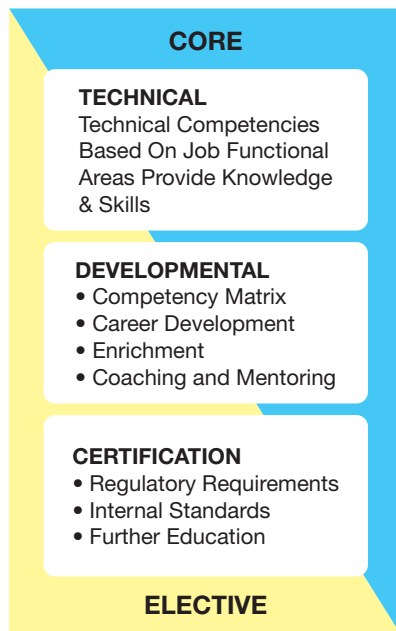 CORE
TECHNICAL
Technical Competencies
Based On Job Functional
Areas Provide Knowledge
& Skills
DEVELOPMENTAL
• Competency Matrix
• Career Development
• Enrichment
• Coaching and Mentoring
CERTIFICATION
• Regulatory Requirements
• Internal Standards
• Further Education
ELECTIVE